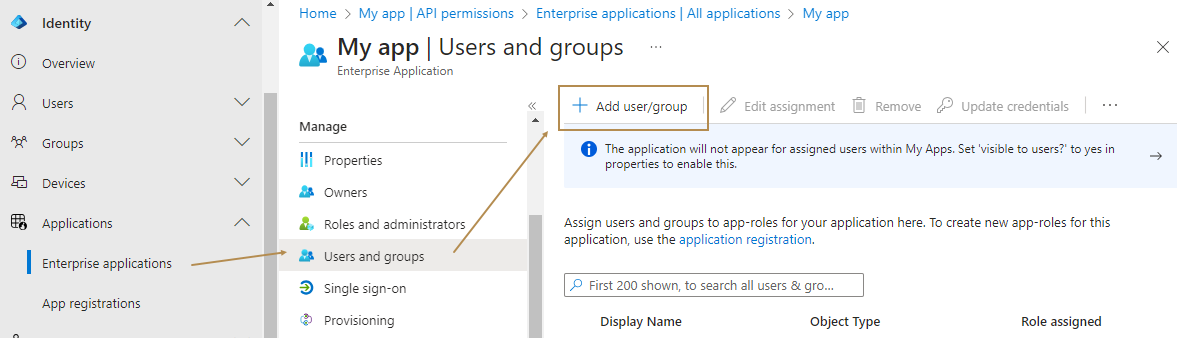 Identity
Overview
Users
Groups
Devices
Applications
Enterprise applications
App registrations
Home > My app | API permissions > Enterprise applications | All applications > My app
My app | Users and groups ...
Enterprise Application
Manage
Properties
Owners
Roles and administrators
Users and groups
Single sign-on
Provisioning
Add user/group Edit assignment Remove Update credentials ...
The application will not appear for assigned users within My Apps. Set 'visible to users?' to yes in
properties to enable this.
Assign users and groups to app-roles for your application here. To create new app-roles for this
application, use the application registration.
First 200 shown, to search all users & gro...
Display Name Object Type Role assigned